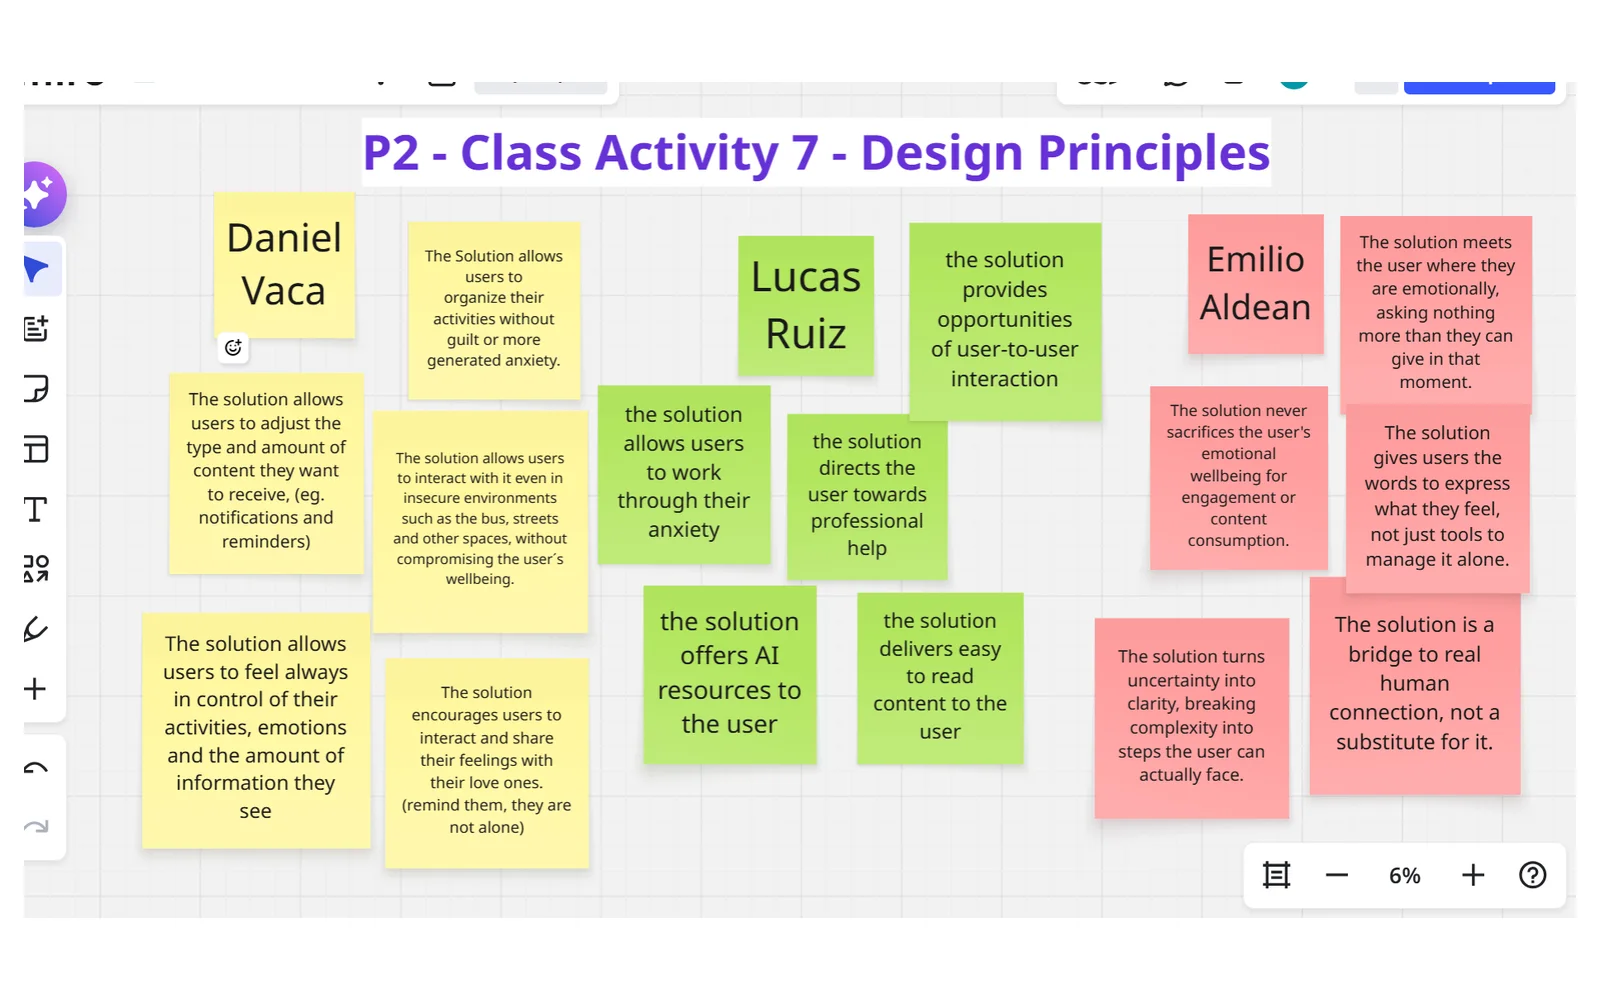 P2 - Class Activity 7 - Design Principles
Daniel
Vaca
The Solution allows
users to
organize their
activities without
guilt or more
generated anxiety.
The solution allows
users to adjust the
type and amount of
content they want
to receive, (eg.
notifications and
reminders)
The solution allows users
to interact with it even in
insecure environments
such as the bus, streets
and other spaces, without
compromising the user´s
wellbeing.
The solution allows
users to feel always
in control of their
activities, emotions
and the amount of
information they
see
The solution
encourages users to
interact and share
their feelings with
their love ones.
(remind them, they are
not alone)
Lucas
Ruiz
the solution
provides
opportunities
of user-to-user
interaction
the solution
allows users
to work
through their
anxiety
the solution
directs the
user towards
professional
help
the solution
offers AI
resources to
the user
the solution
delivers easy
to read
content to the
user
Emilio
Aldean
The solution meets
the user where they
are emotionally,
asking nothing
more than they can
give in that
moment.
The solution never
sacrifices the user's
emotional
wellbeing for
engagement or
content
consumption.
The solution
gives users the
words to express
what they feel,
not just tools to
manage it alone.
The solution turns
uncertainty into
clarity, breaking
complexity into
steps the user can
actually face.
The solution is a
bridge to real
human
connection, not a
substitute for it.
6%